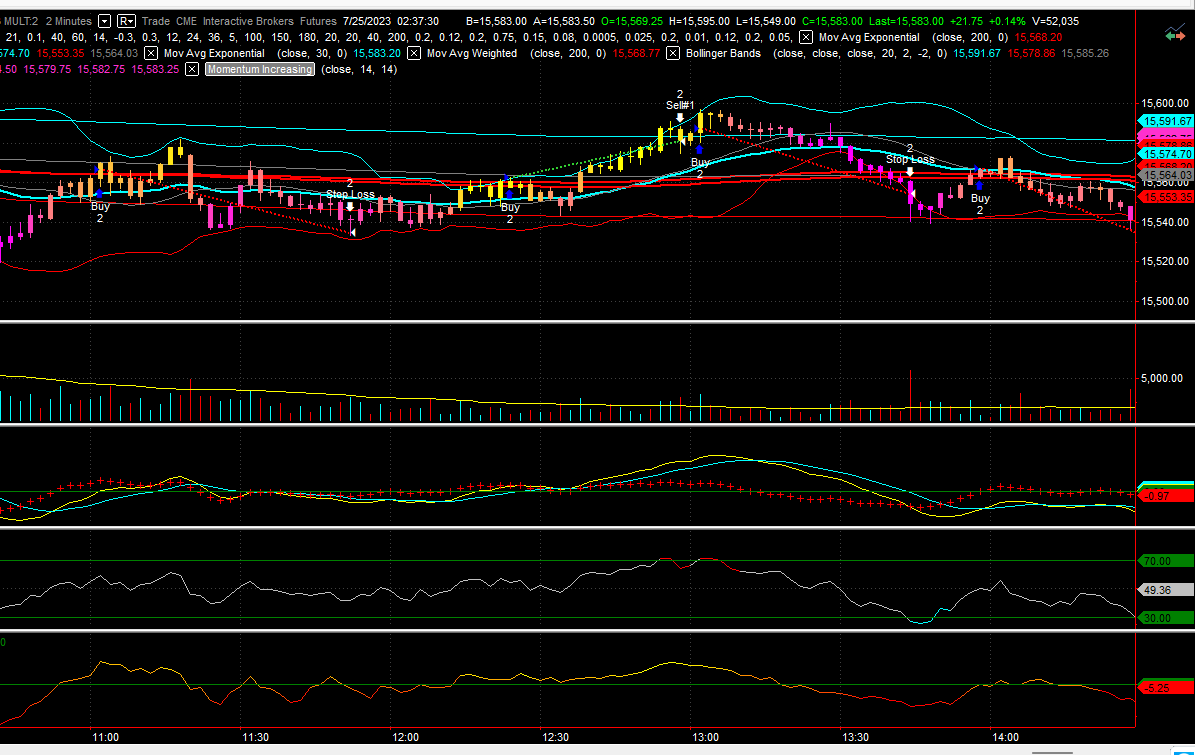 MULT:2 2 Minutes R Trade CME Interactive Brokers Futures 7/25/2023 02:37:30 B=15,583.00 A=15,583.50 O=15,569.25 H=15,595.00 L=15,549.00 C=15,583.00 Last=15,583.00 +21.75 +0.14% V=52,035
21, 0.1, 40, 60, 14, -0.3, 0.3, 12, 24, 36, 5, 100, 150, 180, 20, 20, 40, 200, 0.2, 0.12, 0.2, 0.75, 0.15, 0.08, 0.0005, 0.025, 0.2, 0.01, 0.12, 0.2, 0.05, Mov Avg Exponential (close, 200, 0) 15,568.20
574.70 15,553.35 15,564.03 Mov Avg Exponential (close, 30, 0) 15,583.20 Mov Avg Weighted (close, 200, 0) 15,568.77 Bollinger Bands (close, close, close, 20, 2, -2, 0) 15,591.67 15,578.86 15,585.26
4.50 15,579.75 15,582.75 15,583.25 Momentum Increasing (close, 14, 14)
2
Sell#1
15,600.00
15,591.67
15,574.70
15,564.03
15,560.00
15,553.35
15,540.00
15,520.00
15,500.00
Buy
2
2
Stop Loss
Buy
2
Buy
2
2
Stop Loss
Buy
2
5,000.00
-0.97
70.00
49.36
30.00
0
-5.25
11:00 11:30 12:00 12:30 13:00 13:30 14:00